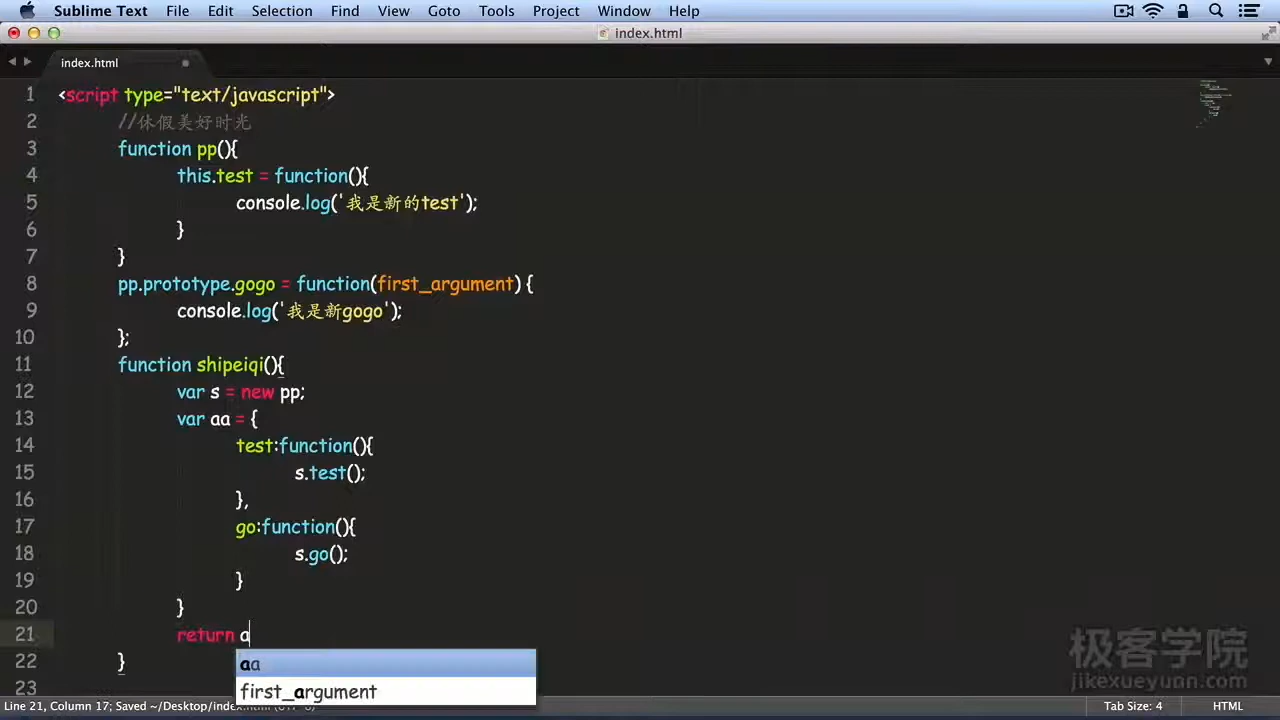 Sublime Text File Edit Selection Find View Goto Tools Project Window Help
index.html
index.html
1 <script type="text/javascript">
2 //休假美好时光
3 function pp(){
4 this.test = function(){
5 console.log('我是新的test');
6 }
7 }
8 pp.prototype.gogo = function(first_argument) {
9 console.log('我是新gogo');
10 };
11 function shipeiqi(){
12 var s = new pp;
13 var aa = {
14 test:function(){
15 s.test();
16 },
17 go:function(){
18 s.go();
19 }
20 }
21 return a
aa
22 }
first_argument
23
极客学院
jikexueyuan.com
Line 21, Column 17; Saved ~/Desktop/index.html (UTF-8) Tab Size: 4 HTML